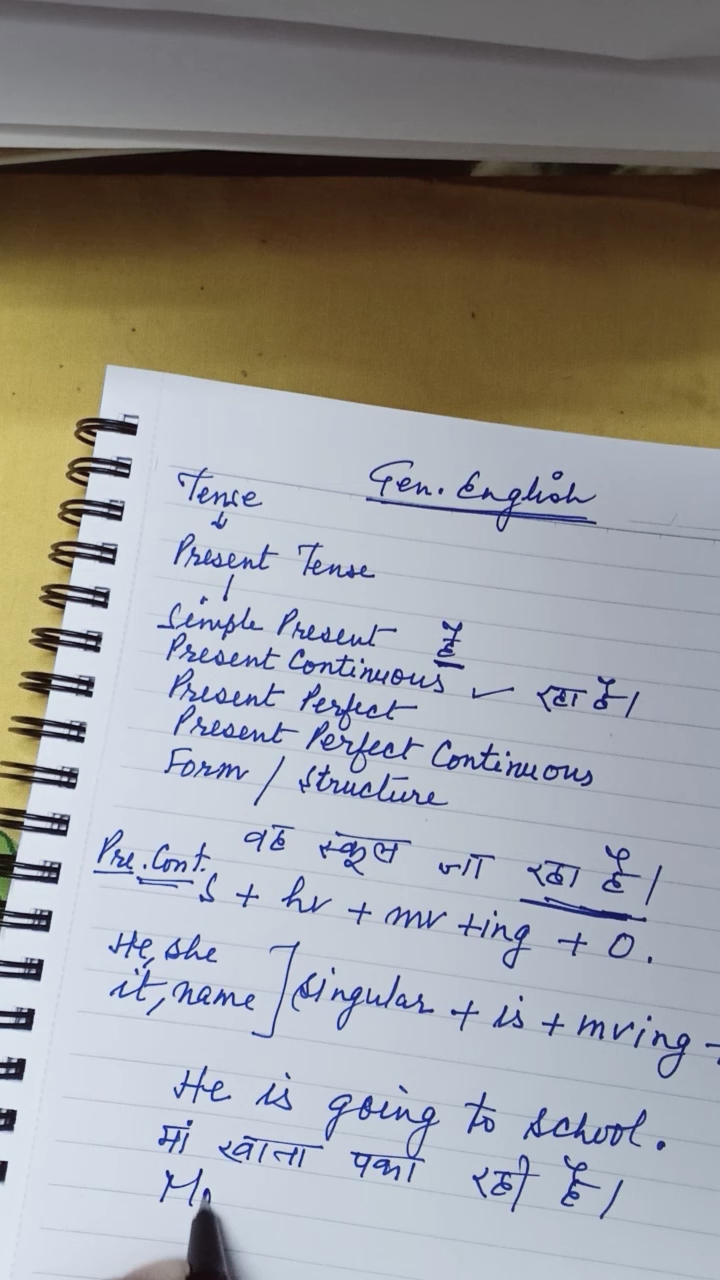 Gen. English
Tense
↓
Present Tense
Simple Present है
Present Continuous ✓ रहा है।
Present Perfect
Present Perfect Continuous
Form / Structure
वह स्कूल जा रहा है।
Pre. Cont. S + hv + mv + ing + O.
He, she
it, name ] singular + is + mving +
He is going to school.
मां खाना पका रही है।
Mo